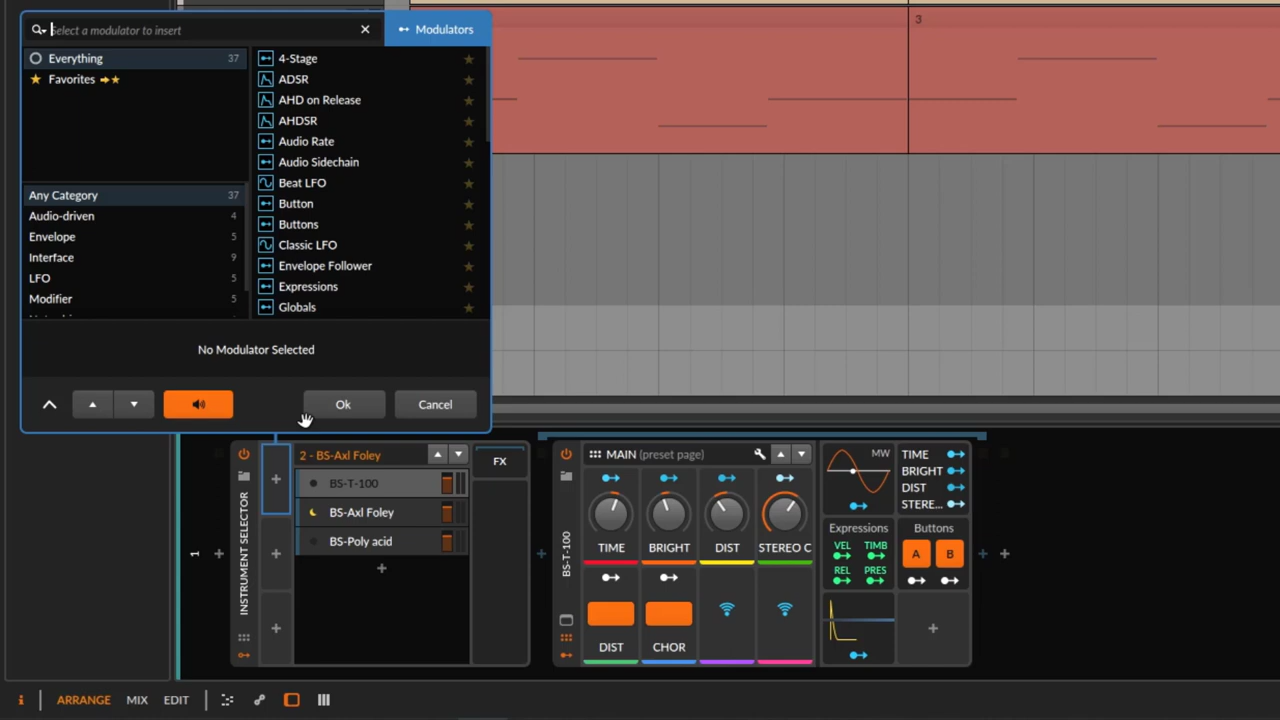 Select a modulator to insert
Modulators
3
Everything 37
Favorites
Any Category 37
Audio-driven 4
Envelope 5
Interface 9
LFO 5
Modifier 5
4-Stage
ADSR
AHD on Release
AHDSR
Audio Rate
Audio Sidechain
Beat LFO
Button
Buttons
Classic LFO
Envelope Follower
Expressions
Globals
No Modulator Selected
Ok
Cancel
1
INSTRUMENT SELECTOR
2 - BS-Axl Foley
BS-T-100
BS-Axl Foley
BS-Poly acid
FX
BS-T-100
MAIN (preset page)
TIME
BRIGHT
DIST
STEREO C
DIST
CHOR
MW
TIME
BRIGHT
DIST
STERE...
Expressions
VEL TIMB
REL PRES
Buttons
A B
ARRANGE MIX EDIT